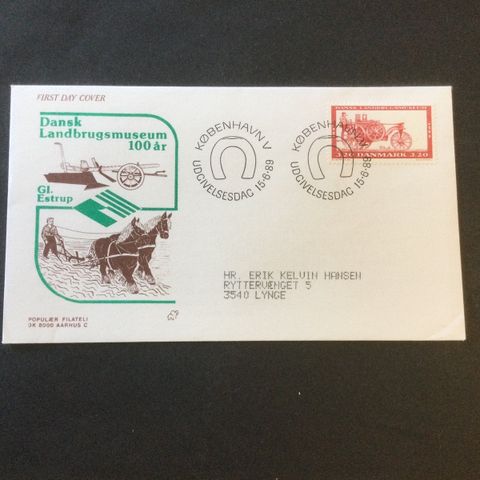 FIRST DAY COVER
Dansk
Landbrugsmuseum
100 år
Gl.
Estrup
POPULÆR FILATELI
DK 8000 AARHUS C
KØBENHAVN V
UDGIVELSESDAG 15-6-89
KØBENHAVN V
UDGIVELSESDAG 15-6-89
DANSK LANDBRUGSMUSEUM
3.20 DANMARK 3.20
HR. ERIK KELVIN HANSEN
RYTTERVÆNGET 5
3540 LYNGE